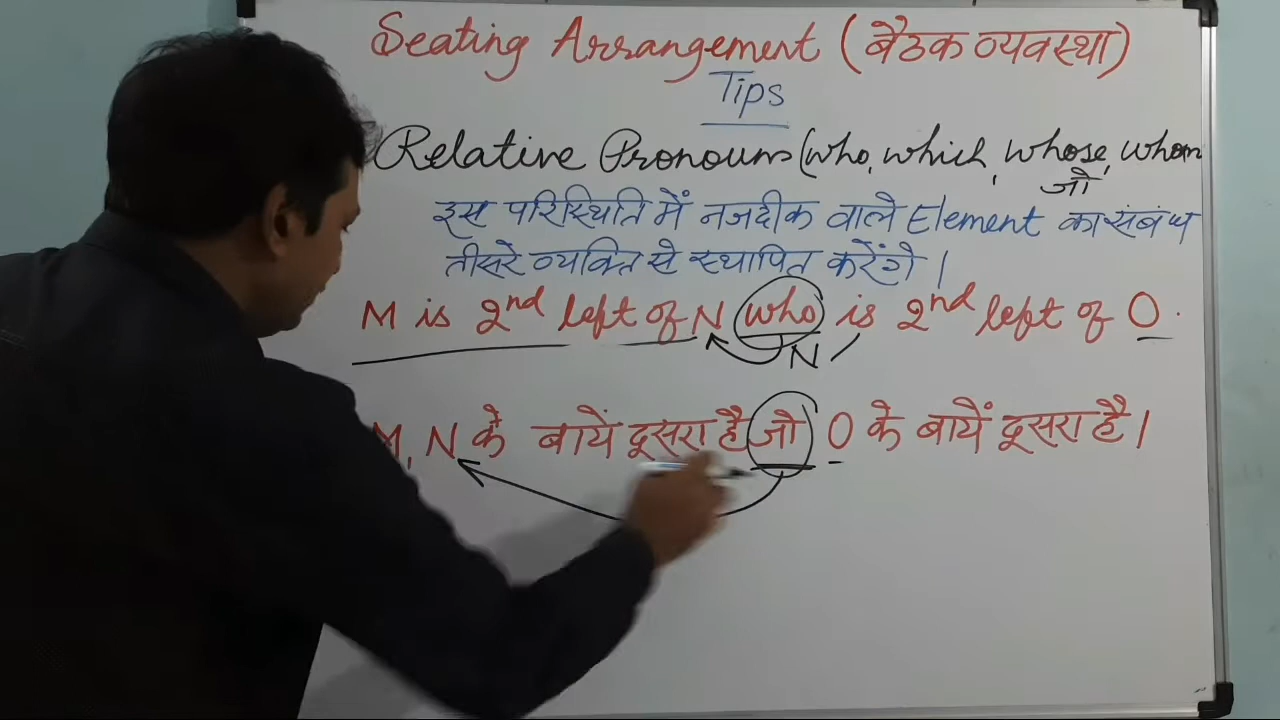 Seating Arrangement (बैठक व्यवस्था)
Tips
Relative Pronouns (who, which, whose, whom
जो
इस परिस्थिति में नजदीक वाले Element का संबंध
तीसरे व्यक्ति से स्थापित करेंगे।
M is 2nd left of N who is 2nd left of O.
N
M, N के बायें दूसरा है जो O के बायें दूसरा है।